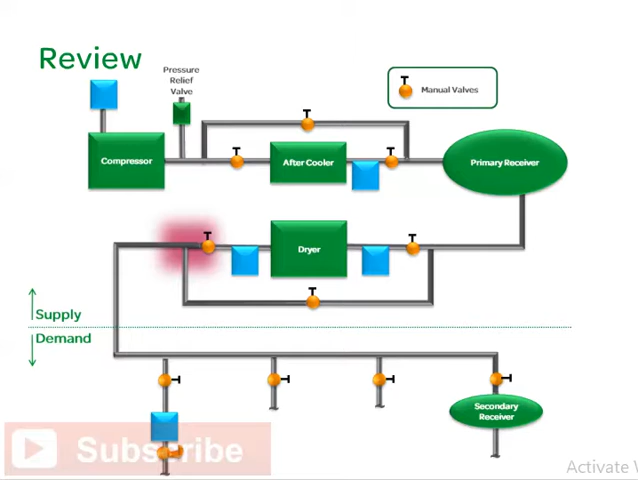 Review
Pressure
Relief
Valve
Manual Valves
Compressor
After Cooler
Primary Receiver
Dryer
Supply
Demand
Secondary
Receiver
Subscribe
Activate